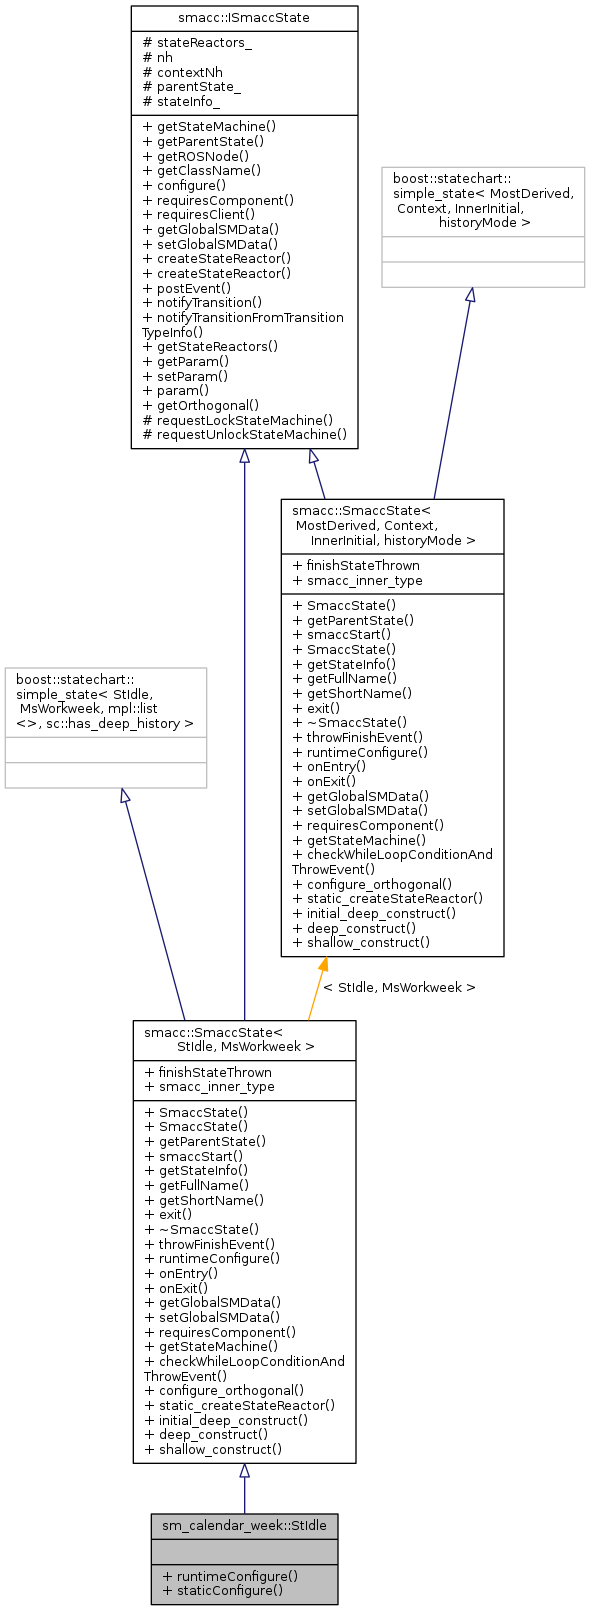 smacc::ISmaccState
# stateReactors_
# nh
# contextNh
# parentState_
# stateInfo_
+ getStateMachine()
+ getParentState()
+ getROSNode()
+ getClassName()
+ configure()
+ requiresComponent()
+ requiresClient()
+ getGlobalSMData()
+ setGlobalSMData()
+ createStateReactor()
+ createStateReactor()
+ postEvent()
+ notifyTransition()
+ notifyTransitionFromTransition
TypeInfo()
+ getStateReactors()
+ getParam()
+ setParam()
+ param()
+ getOrthogonal()
# requestLockStateMachine()
# requestUnlockStateMachine()
boost::statechart::
simple_state< MostDerived,
Context, InnerInitial,
historyMode >
smacc::SmaccState<
MostDerived, Context,
InnerInitial, historyMode >
+ finishStateThrown
+ smacc_inner_type
+ SmaccState()
+ getParentState()
+ smaccStart()
+ SmaccState()
+ getStateInfo()
+ getFullName()
+ getShortName()
+ exit()
+ ~SmaccState()
+ throwFinishEvent()
+ runtimeConfigure()
+ onEntry()
+ onExit()
+ getGlobalSMData()
+ setGlobalSMData()
+ requiresComponent()
+ getStateMachine()
+ checkWhileLoopConditionAnd
ThrowEvent()
+ configure_orthogonal()
+ static_createStateReactor()
+ initial_deep_construct()
+ deep_construct()
+ shallow_construct()
boost::statechart::
simple_state< StIdle,
MsWorkweek, mpl::list
<>, sc::has_deep_history >
< StIdle, MsWorkweek >
smacc::SmaccState<
StIdle, MsWorkweek >
+ finishStateThrown
+ smacc_inner_type
+ SmaccState()
+ SmaccState()
+ getParentState()
+ smaccStart()
+ getStateInfo()
+ getFullName()
+ getShortName()
+ exit()
+ ~SmaccState()
+ throwFinishEvent()
+ runtimeConfigure()
+ onEntry()
+ onExit()
+ getGlobalSMData()
+ setGlobalSMData()
+ requiresComponent()
+ getStateMachine()
+ checkWhileLoopConditionAnd
ThrowEvent()
+ configure_orthogonal()
+ static_createStateReactor()
+ initial_deep_construct()
+ deep_construct()
+ shallow_construct()
sm_calendar_week::StIdle
+ runtimeConfigure()
+ staticConfigure()